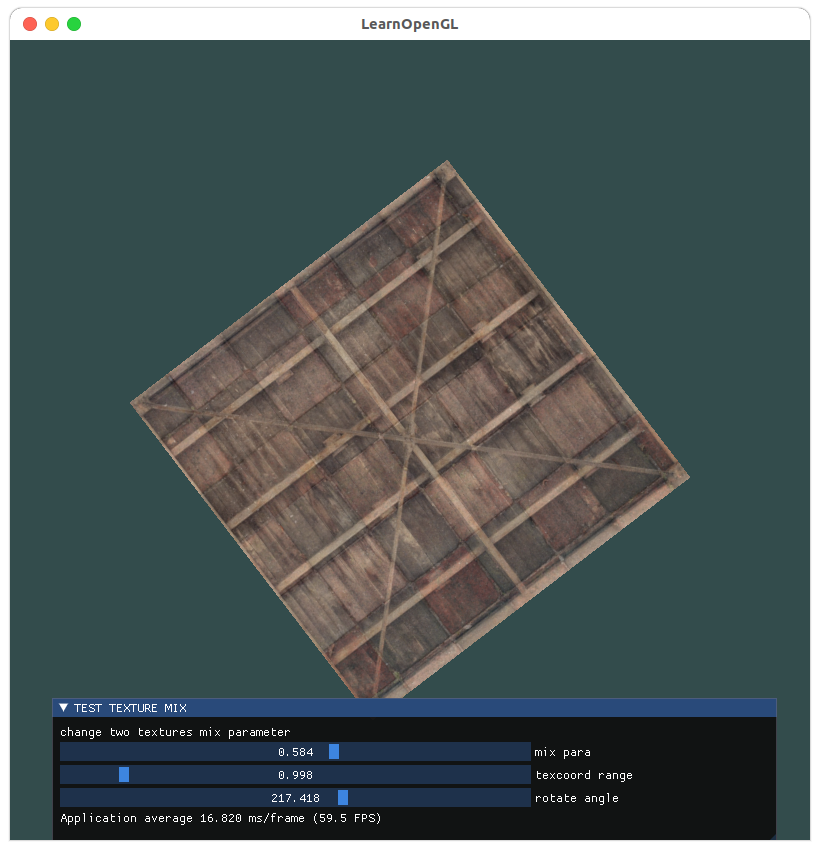 LearnOpenGL
TEST TEXTURE MIX
change two textures mix parameter
0.584 mix para
0.998 texcoord range
217.418 rotate angle
Application average 16.820 ms/frame (59.5 FPS)